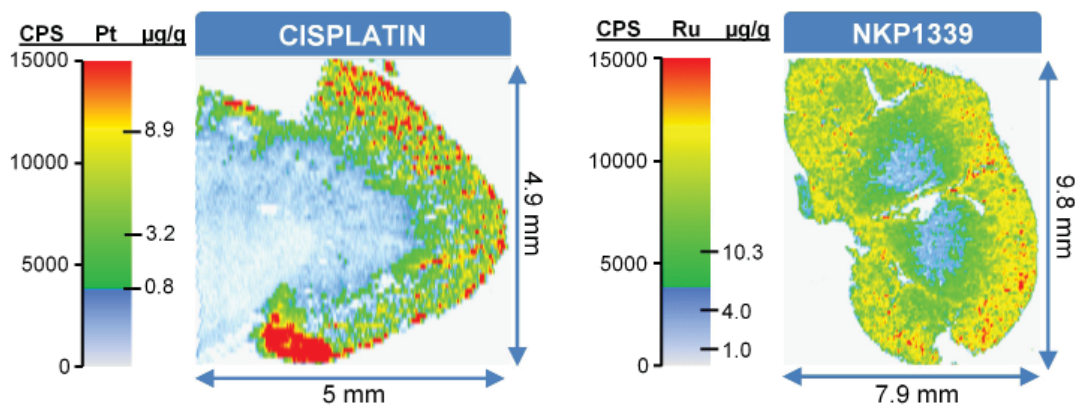 CPS Pt µg/g
CISPLATIN
15000
8.9
10000
3.2
5000
0.8
0
4.9 mm
5 mm
CPS Ru µg/g
NKP1339
15000
10000
10.3
5000
4.0
1.0
0
9.8 mm
7.9 mm